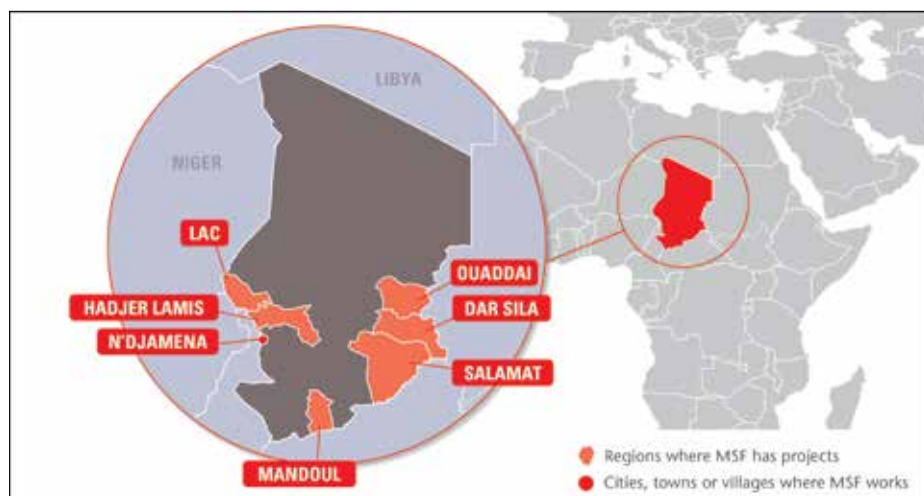 LIBYA
NIGER
LAC
OUADDAI
HADJER LAMIS
DAR SILA
N'DJAMENA
SALAMAT
MANDOUL
Regions where MSF has projects
Cities, towns or villages where MSF works